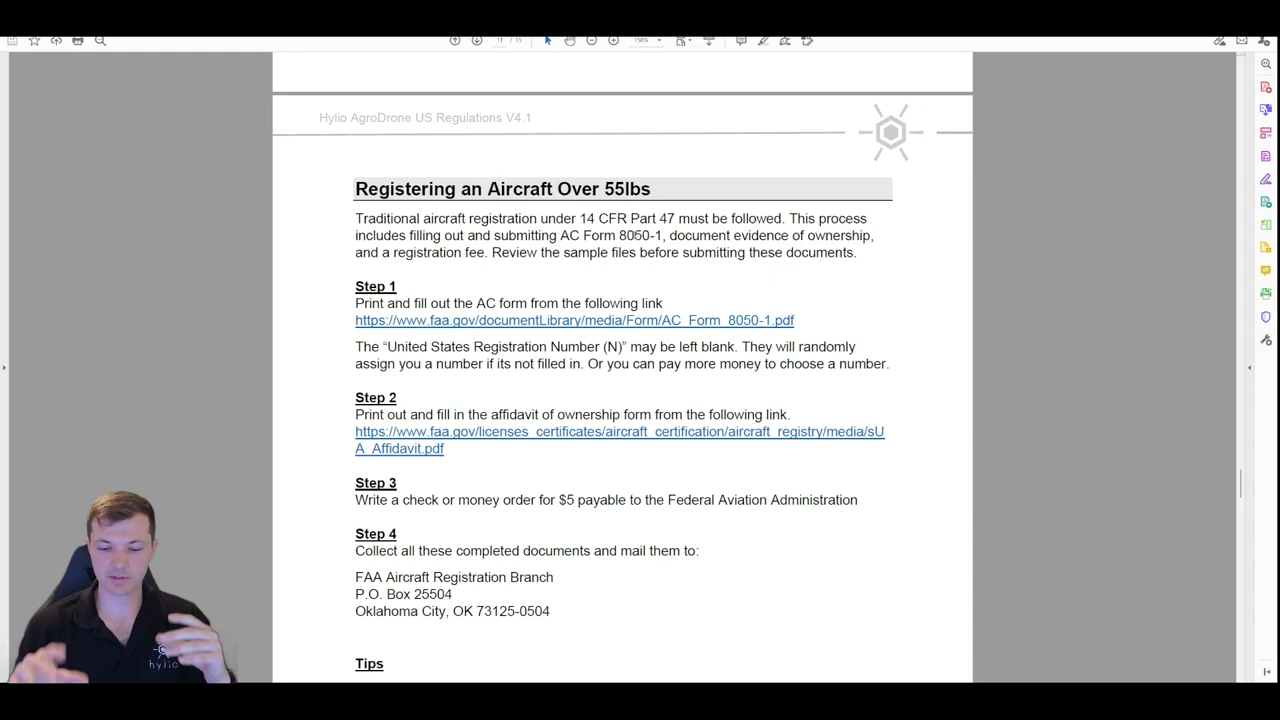 11 / 15
150%
Hylio AgroDrone US Regulations V4.1
Registering an Aircraft Over 55lbs
Traditional aircraft registration under 14 CFR Part 47 must be followed. This process
includes filling out and submitting AC Form 8050-1, document evidence of ownership,
and a registration fee. Review the sample files before submitting these documents.
Step 1
Print and fill out the AC form from the following link
https://www.faa.gov/documentLibrary/media/Form/AC_Form_8050-1.pdf
The “United States Registration Number (N)” may be left blank. They will randomly
assign you a number if its not filled in. Or you can pay more money to choose a number.
Step 2
Print out and fill in the affidavit of ownership form from the following link.
https://www.faa.gov/licenses_certificates/aircraft_certification/aircraft_registry/media/sU
A_Affidavit.pdf
Step 3
Write a check or money order for $5 payable to the Federal Aviation Administration
Step 4
Collect all these completed documents and mail them to:
FAA Aircraft Registration Branch
P.O. Box 25504
Oklahoma City, OK 73125-0504
hylio
Tips